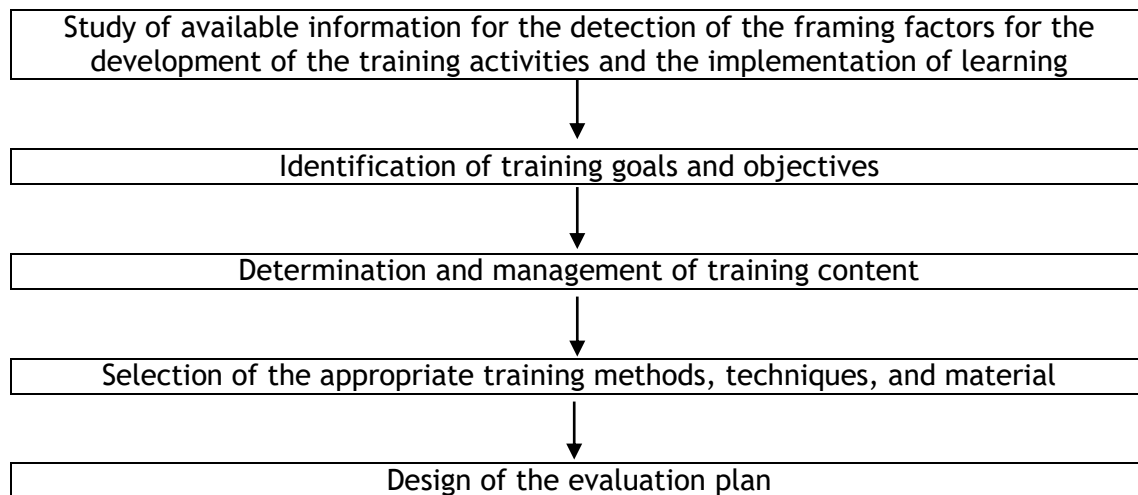 Study of available information for the detection of the framing factors for the
development of the training activities and the implementation of learning
Identification of training goals and objectives
Determination and management of training content
Selection of the appropriate training methods, techniques, and material
Design of the evaluation plan